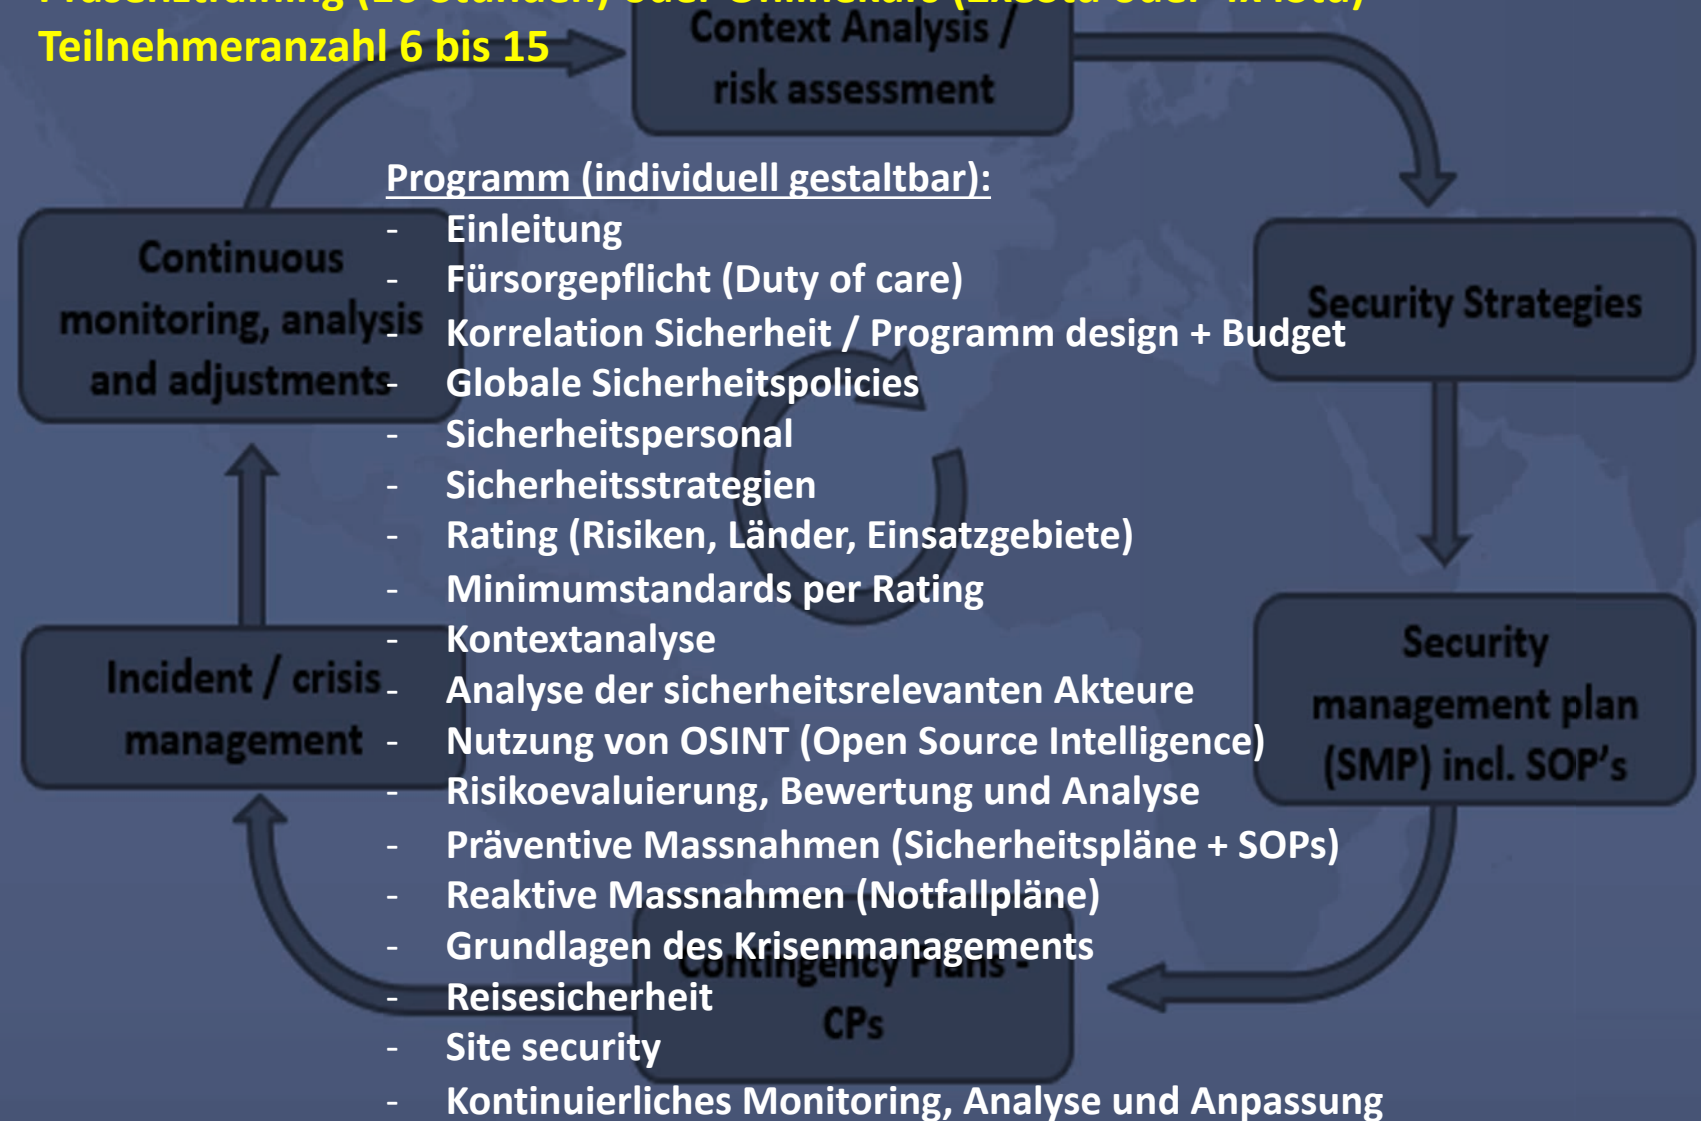 Teilnehmeranzahl 6 bis 15
Context Analysis /
risk assessment
Programm (individuell gestaltbar):
- Einleitung
- Fürsorgepflicht (Duty of care)
- Korrelation Sicherheit / Programm design + Budget
- Globale Sicherheitspolicies
- Sicherheitspersonal
- Sicherheitsstrategien
- Rating (Risiken, Länder, Einsatzgebiete)
- Minimumstandards per Rating
- Kontextanalyse
- Analyse der sicherheitsrelevanten Akteure
- Nutzung von OSINT (Open Source Intelligence)
- Risikoevaluierung, Bewertung und Analyse
- Präventive Massnahmen (Sicherheitspläne + SOPs)
- Reaktive Massnahmen (Notfallpläne)
- Grundlagen des Krisenmanagements
- Reisesicherheit
- Site security
- Kontinuierliches Monitoring, Analyse und Anpassung
Security Strategies
Security
management plan
(SMP) incl. SOP's
Contingency Plans -
CPs
Incident / crisis
management
Continuous
monitoring, analysis
and adjustments